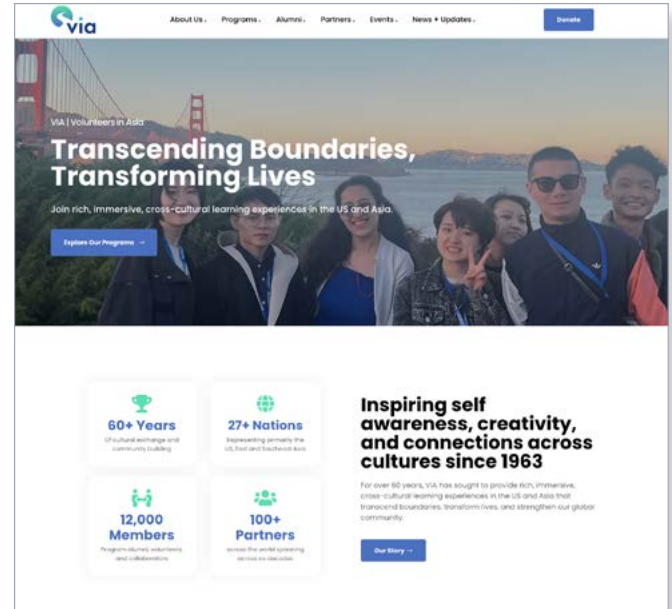 via
About Us
Programs
Alumni
Partners
Events
News + Updates
Donate
VIA | Volunteers in Asia
Transcending Boundaries,
Transforming Lives
Join rich, immersive, cross-cultural learning experiences in the US and Asia.
Explore Our Programs →
60+ Years
Of cultural exchange and
community building
27+ Nations
Representing primarily the
US, East and Southeast Asia
12,000
Members
Program alumni, volunteers,
and collaborators
100+
Partners
across the world spanning
across six decades
Inspiring self
awareness, creativity,
and connections across
cultures since 1963
For over 60 years, VIA has sought to provide rich, immersive,
cross-cultural learning experiences in the US and Asia that
transcend boundaries, transform lives, and strengthen our global
community.
Our Story →